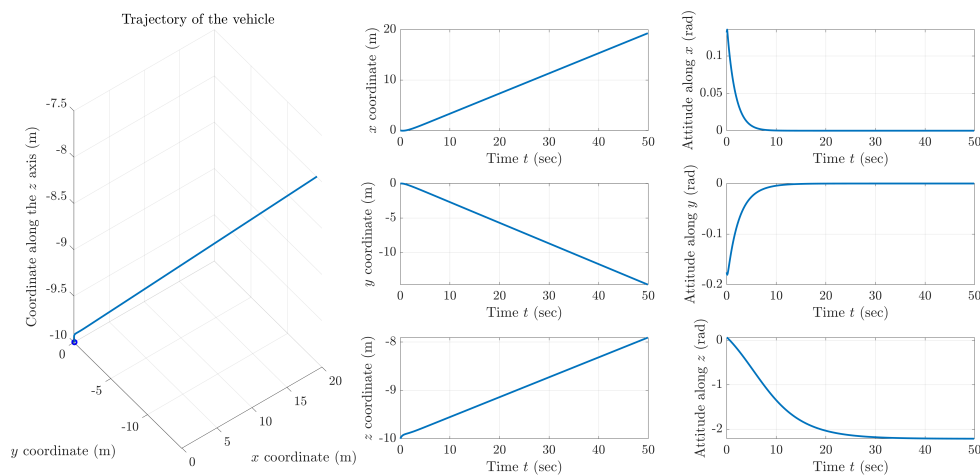 Trajectory of the vehicle
Coordinate along the z axis (m)
-7.5
-8
-8.5
-9
-9.5
-10
0
-5
-10
0
5
10
15
20
y coordinate (m)
x coordinate (m)
x coordinate (m)
20
10
0
0 10 20 30 40 50
Time t (sec)
Attitude along x (rad)
0.1
0.05
0
0 10 20 30 40 50
Time t (sec)
y coordinate (m)
0
-5
-10
0 10 20 30 40 50
Time t (sec)
Attitude along y (rad)
0
-0.1
-0.2
0 10 20 30 40 50
Time t (sec)
z coordinate (m)
-8
-9
-10
0 10 20 30 40 50
Time t (sec)
Attitude along z (rad)
0
-1
-2
0 10 20 30 40 50
Time t (sec)